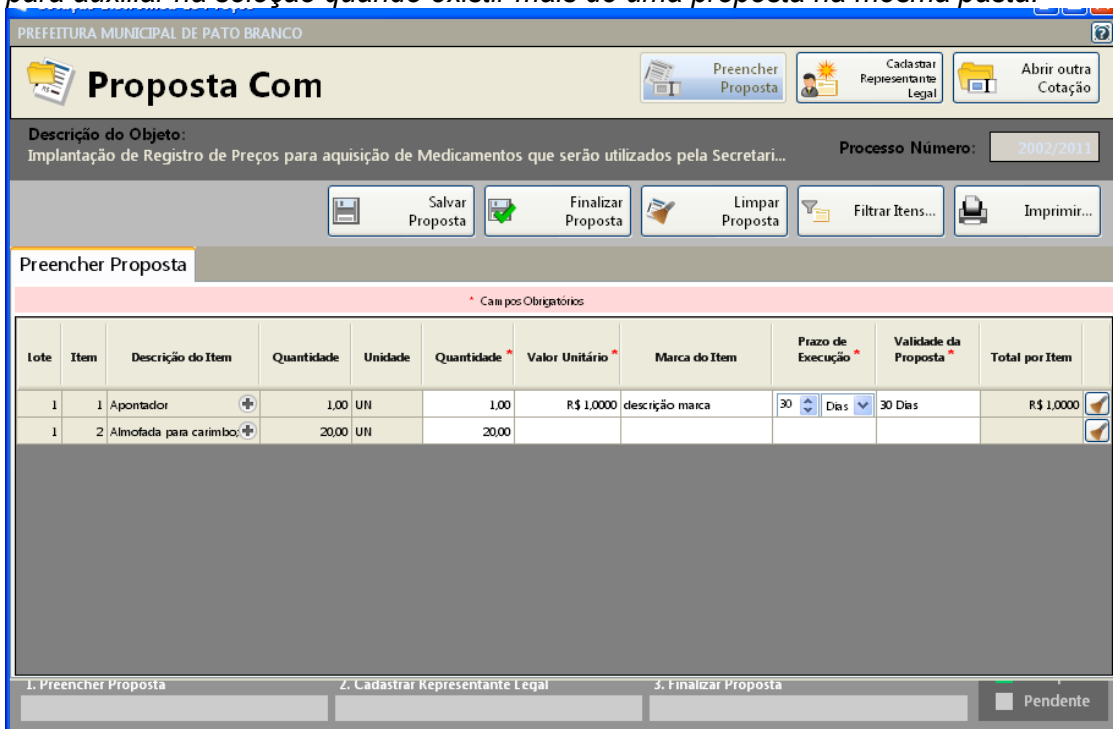 para auxiliar na seleção quando existir mais de uma proposta na mesma pasta.
PREFEITURA MUNICIPAL DE PATO BRANCO
Proposta Com
Preencher Proposta
Cadastrar Representante Legal
Abrir outra Cotação
Descrição do Objeto:
Implantação de Registro de Preços para aquisição de Medicamentos que serão utilizados pela Secretari...
Processo Número: 2002/2011
Salvar Proposta
Finalizar Proposta
Limpar Proposta
Filtrar Itens...
Imprimir...
Preencher Proposta
* Campos Obrigatórios
Lote Item Descrição do Item Quantidade Unidade Quantidade * Valor Unitário * Marca do Item Prazo de Execução * Validade da Proposta * Total por Item
1 1 Apontador 1,00 UN 1,00 R$ 1,0000 descrição marca 30 Dias 30 Dias R$ 1,0000
1 2 Almofada para carimbo; 20,00 UN 20,00
1. Preencher Proposta 2. Cadastrar Representante Legal 3. Finalizar Proposta
Pendente